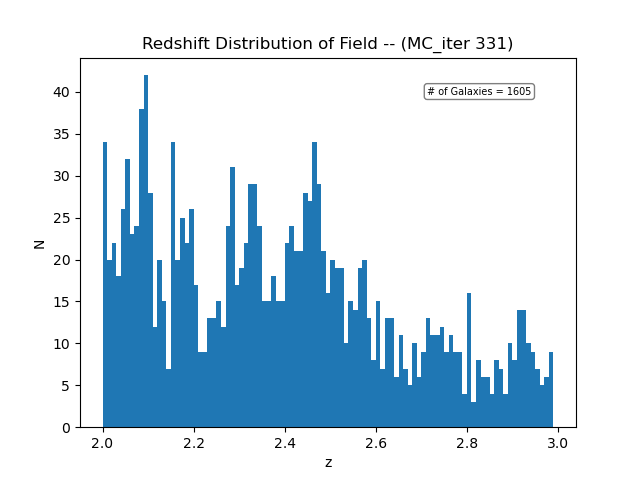 Redshift Distribution of Field -- (MC_iter 331)
# of Galaxies = 1605
40
35
30
25
20
15
10
5
0
N
2.0 2.2 2.4 2.6 2.8 3.0
z